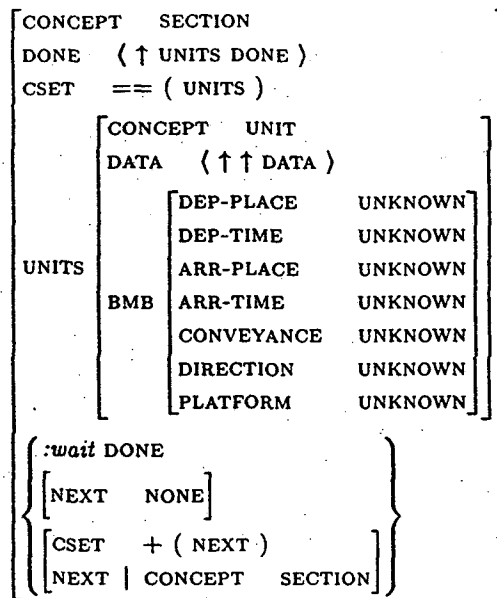 CONCEPT SECTION
DONE ⟨ ↑ UNITS DONE ⟩
CSET == ( UNITS )
CONCEPT UNIT
DATA ⟨ ↑ ↑ DATA ⟩
DEP-PLACE UNKNOWN
DEP-TIME UNKNOWN
ARR-PLACE UNKNOWN
UNITS BMB ARR-TIME UNKNOWN
CONVEYANCE UNKNOWN
DIRECTION UNKNOWN
PLATFORM UNKNOWN
:wait DONE
NEXT NONE
CSET + ( NEXT )
NEXT | CONCEPT SECTION